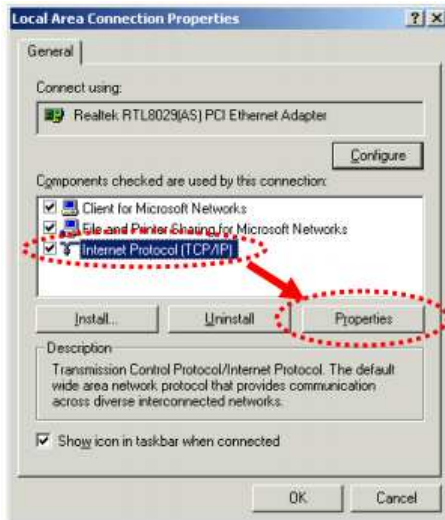 Local Area Connection Properties
General
Connect using:
Realtek RTL8029(AS) PCI Ethernet Adapter
Configure
Components checked are used by this connection:
Client for Microsoft Networks
File and Printer Sharing for Microsoft Networks
Internet Protocol (TCP/IP)
Install...
Uninstall
Properties
Description
Transmission Control Protocol/Internet Protocol. The default
wide area network protocol that provides communication
across diverse interconnected networks.
Show icon in taskbar when connected
OK
Cancel